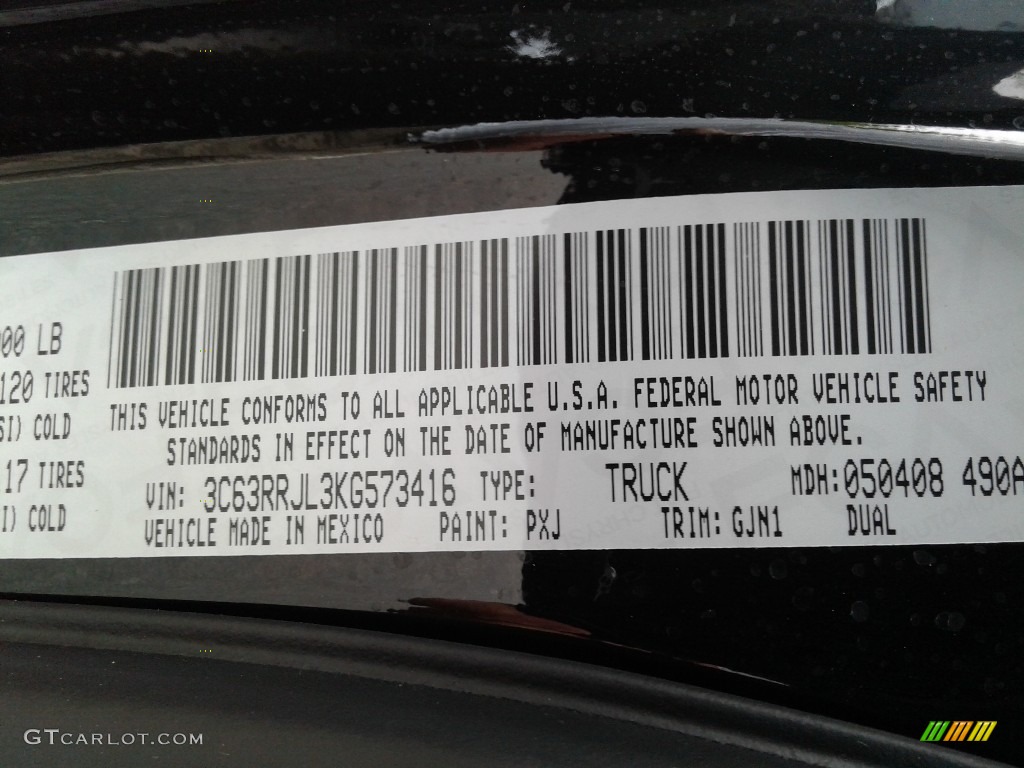 00 LB
120 TIRES
SI) COLD
17 TIRES
I) COLD
THIS VEHICLE CONFORMS TO ALL APPLICABLE U.S.A. FEDERAL MOTOR VEHICLE SAFETY
STANDARDS IN EFFECT ON THE DATE OF MANUFACTURE SHOWN ABOVE.
VIN: 3C63RRJL3KG573416 TYPE: TRUCK MDH:050408 490A
VEHICLE MADE IN MEXICO PAINT: PXJ TRIM: GJN1 DUAL
GTCARLOT.COM